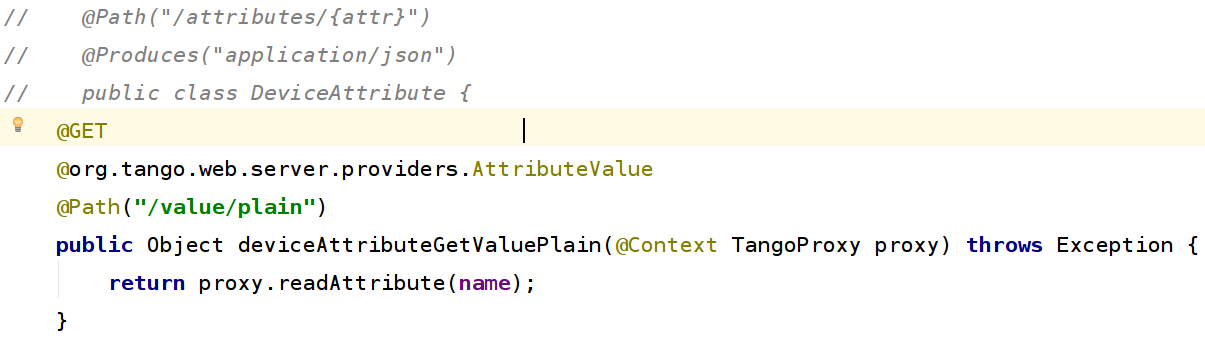 //    @Path("/attributes/{attr}")
//    @Produces("application/json")
//    public class DeviceAttribute {
    @GET
    @org.tango.web.server.providers.AttributeValue
    @Path("/value/plain")
    public Object deviceAttributeGetValuePlain(@Context TangoProxy proxy) throws Exception {
        return proxy.readAttribute(name);
    }